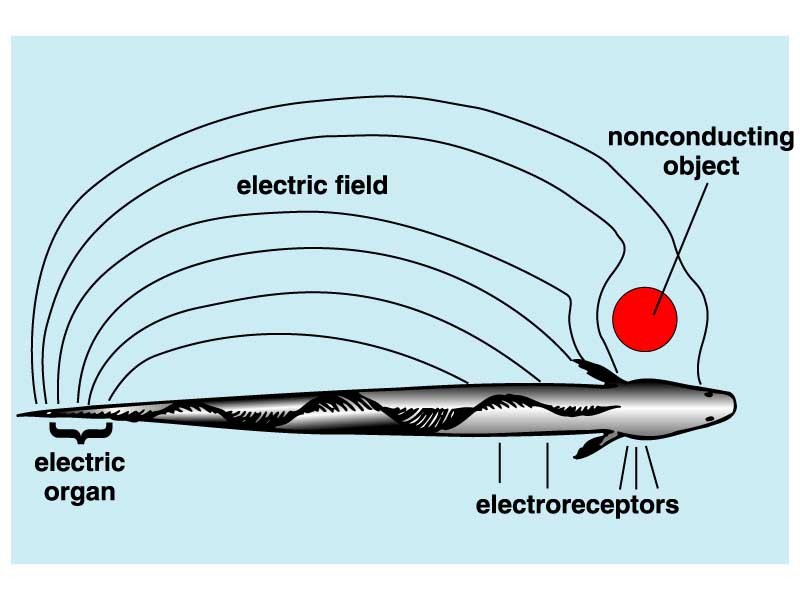 nonconducting
object
electric field
electric
organ
electroreceptors